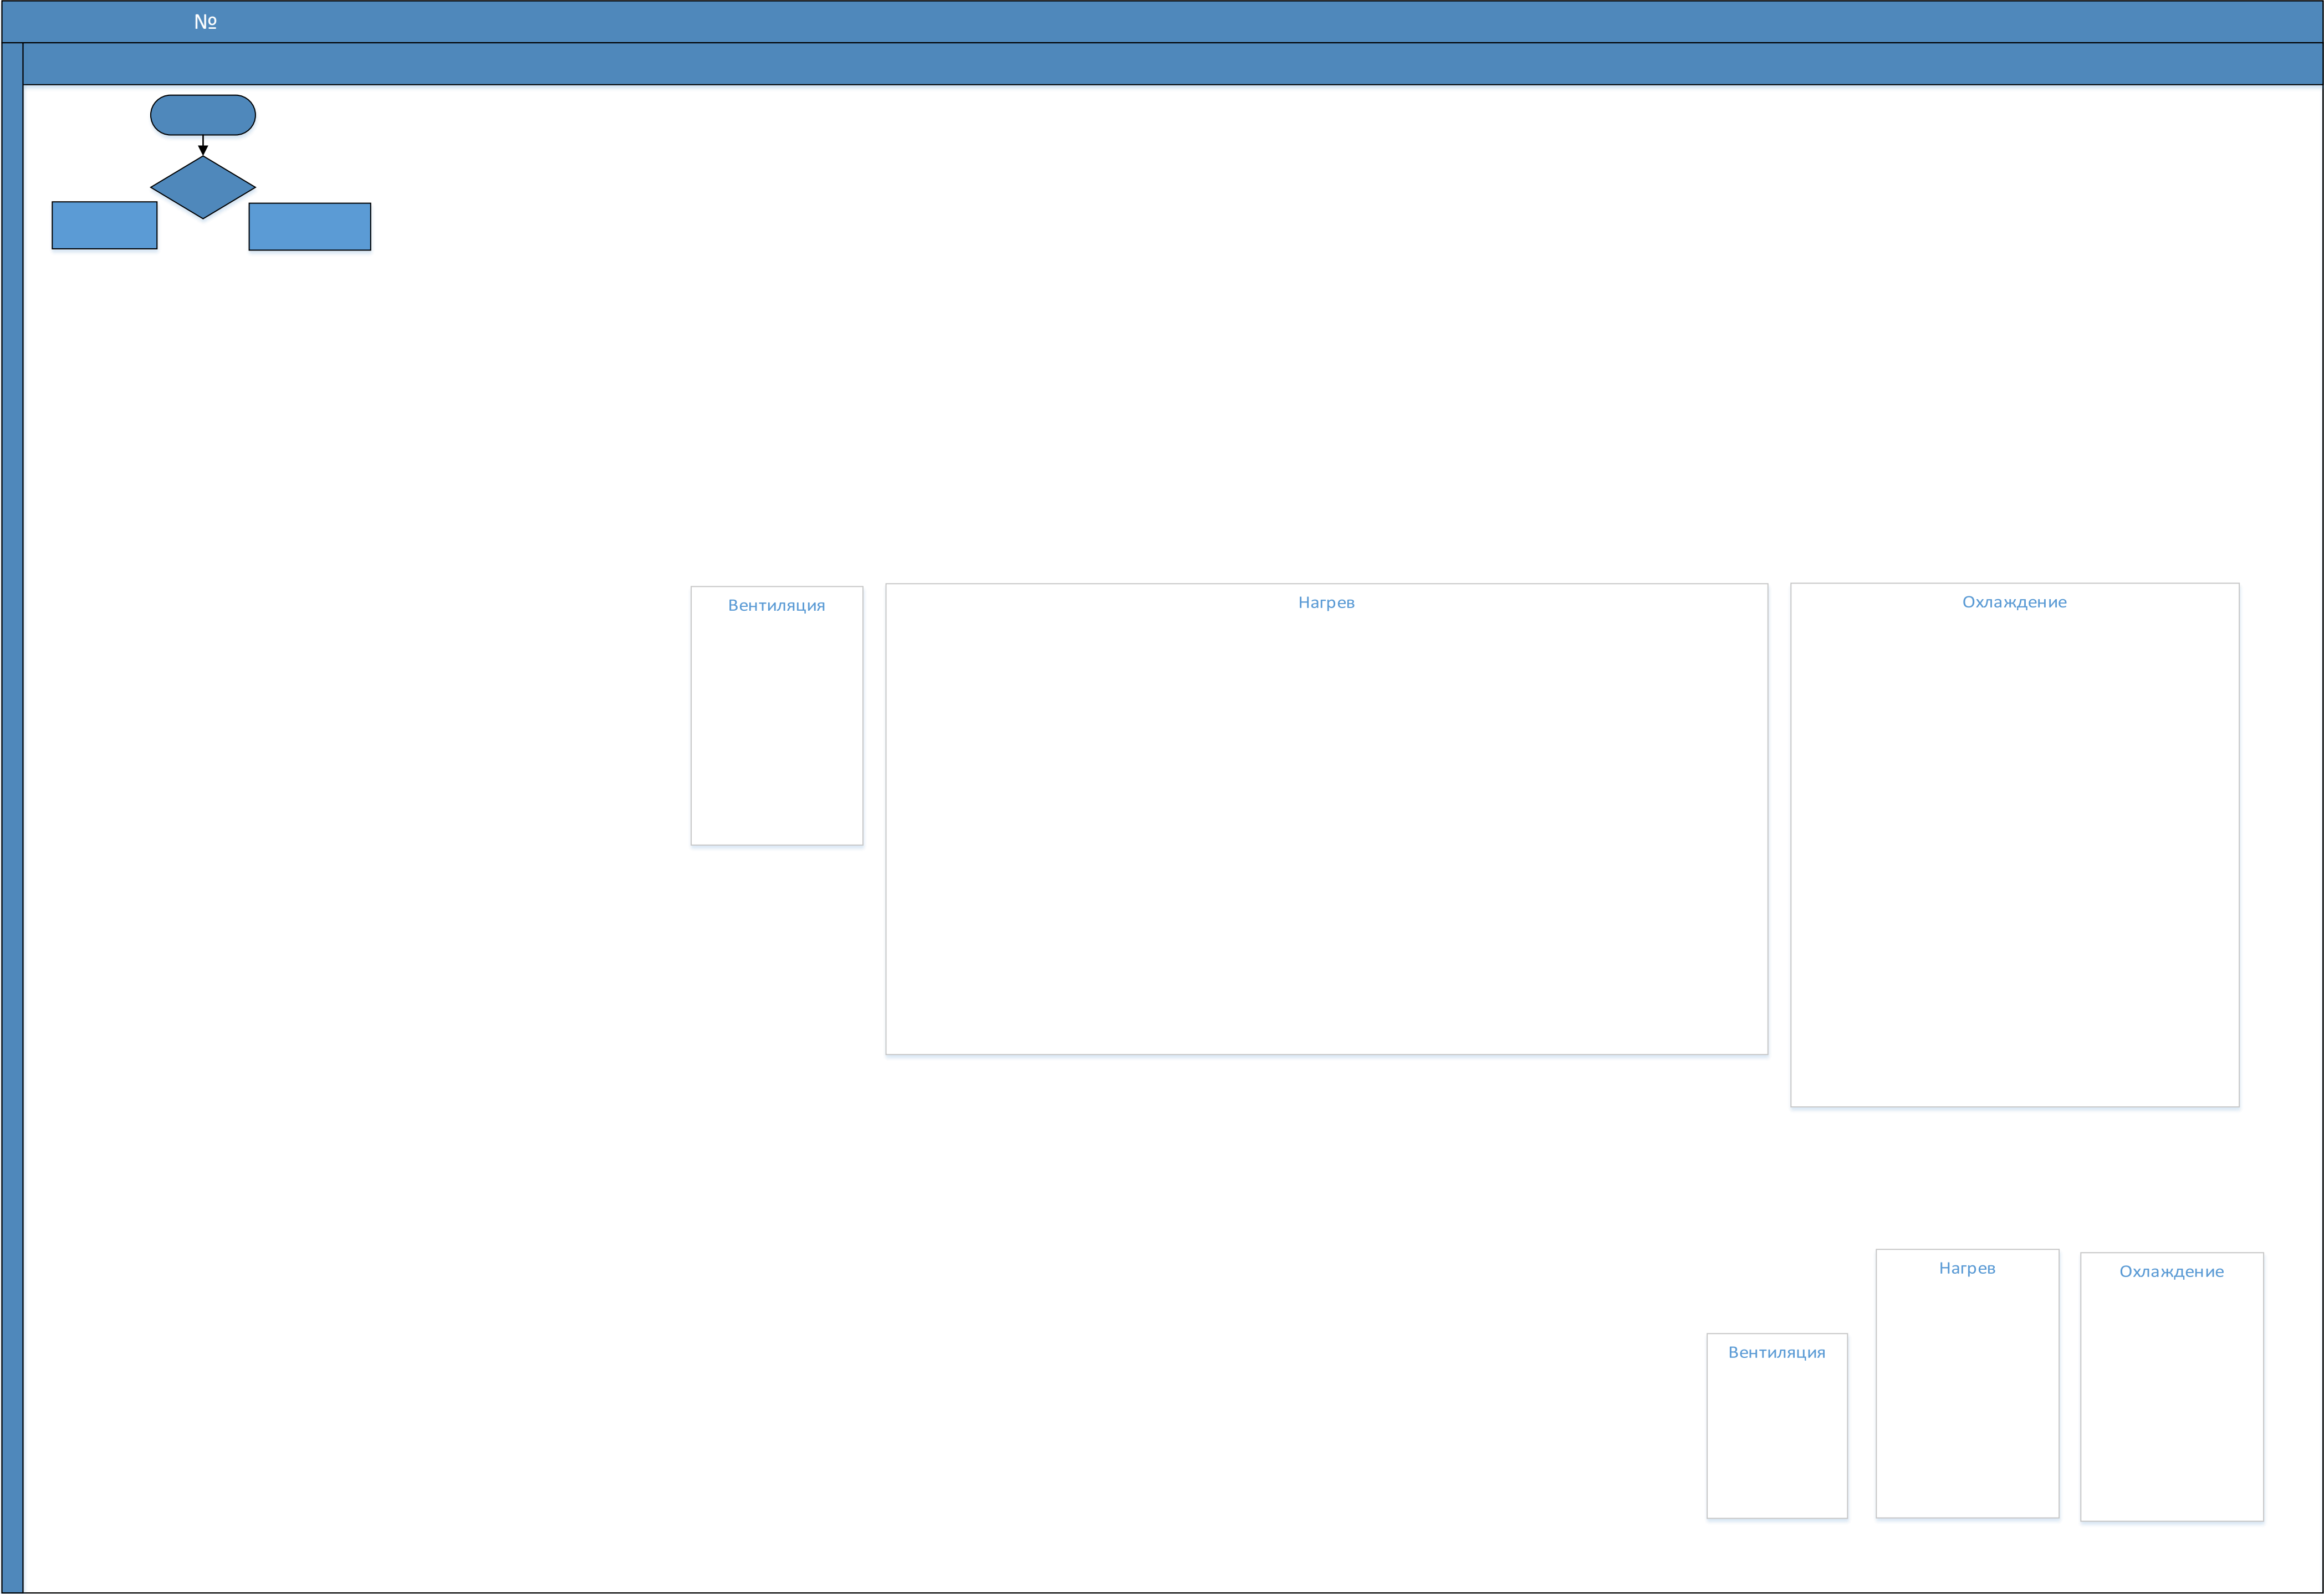 №
Вентиляция
Нагрев
Охлаждение
Нагрев
Охлаждение
Вентиляция